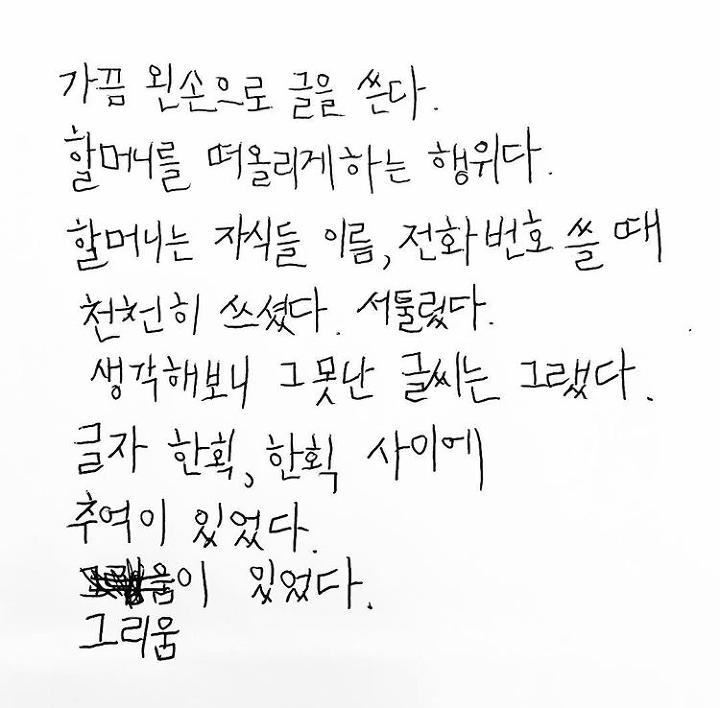 가끔 왼손으로 글을 쓴다.
할머니를 떠올리게하는 행위다.
할머니는 자식들 이름, 전화번호 쓸 때
천천히 쓰셨다. 서툴렀다.
생각해보니 그 못난 글씨는 그랬다.
글자 한획, 한획 사이에
추억이 있었다.
움이 있었다.
그리움